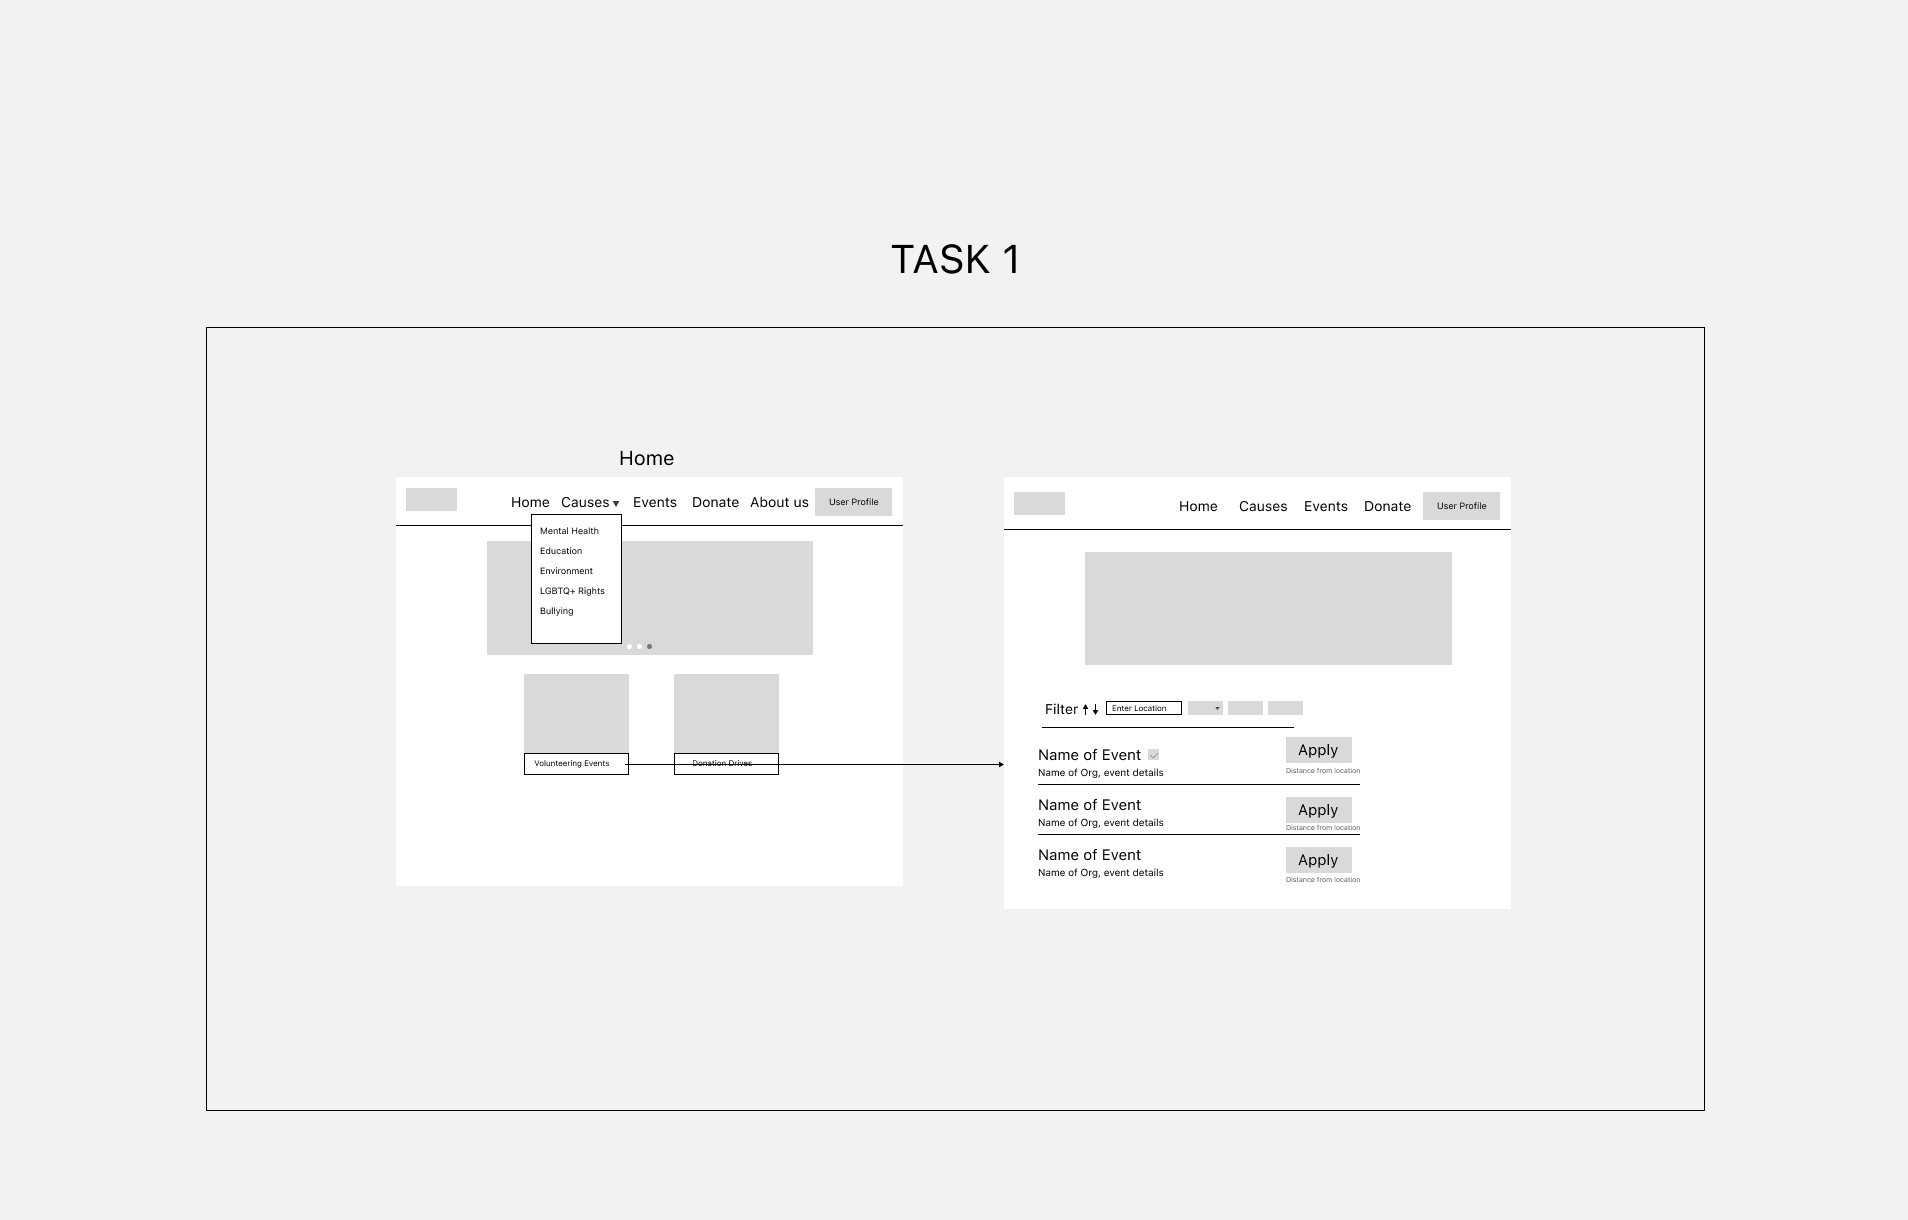 TASK 1
Home
Home Causes Events Donate About us User Profile
Mental Health
Education
Environment
LGBTQ+ Rights
Bullying
Volunteering Events
Donation Drives
Home Causes Events Donate User Profile
Filter Enter Location
Name of Event
Name of Org, event details
Apply
Distance from location
Name of Event
Name of Org, event details
Apply
Distance from location
Name of Event
Name of Org, event details
Apply
Distance from location